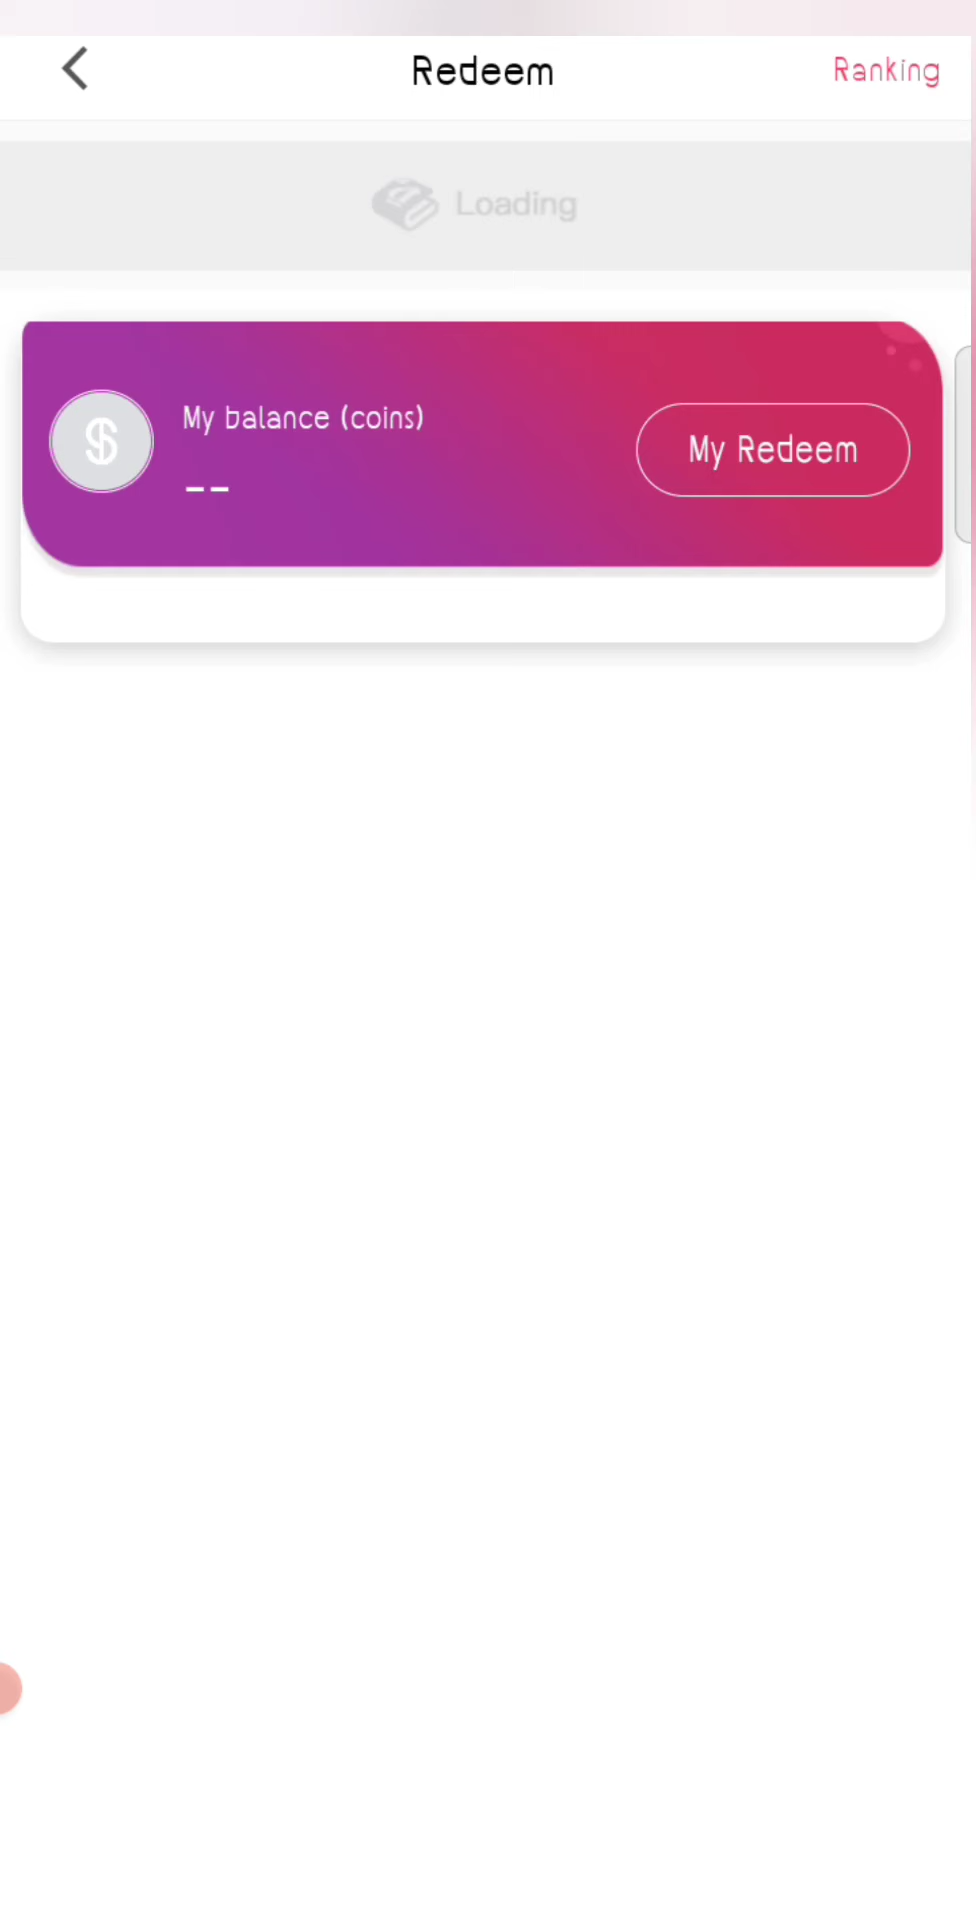 Redeem
Ranking
Loading
$
My balance (coins)
--
My Redeem